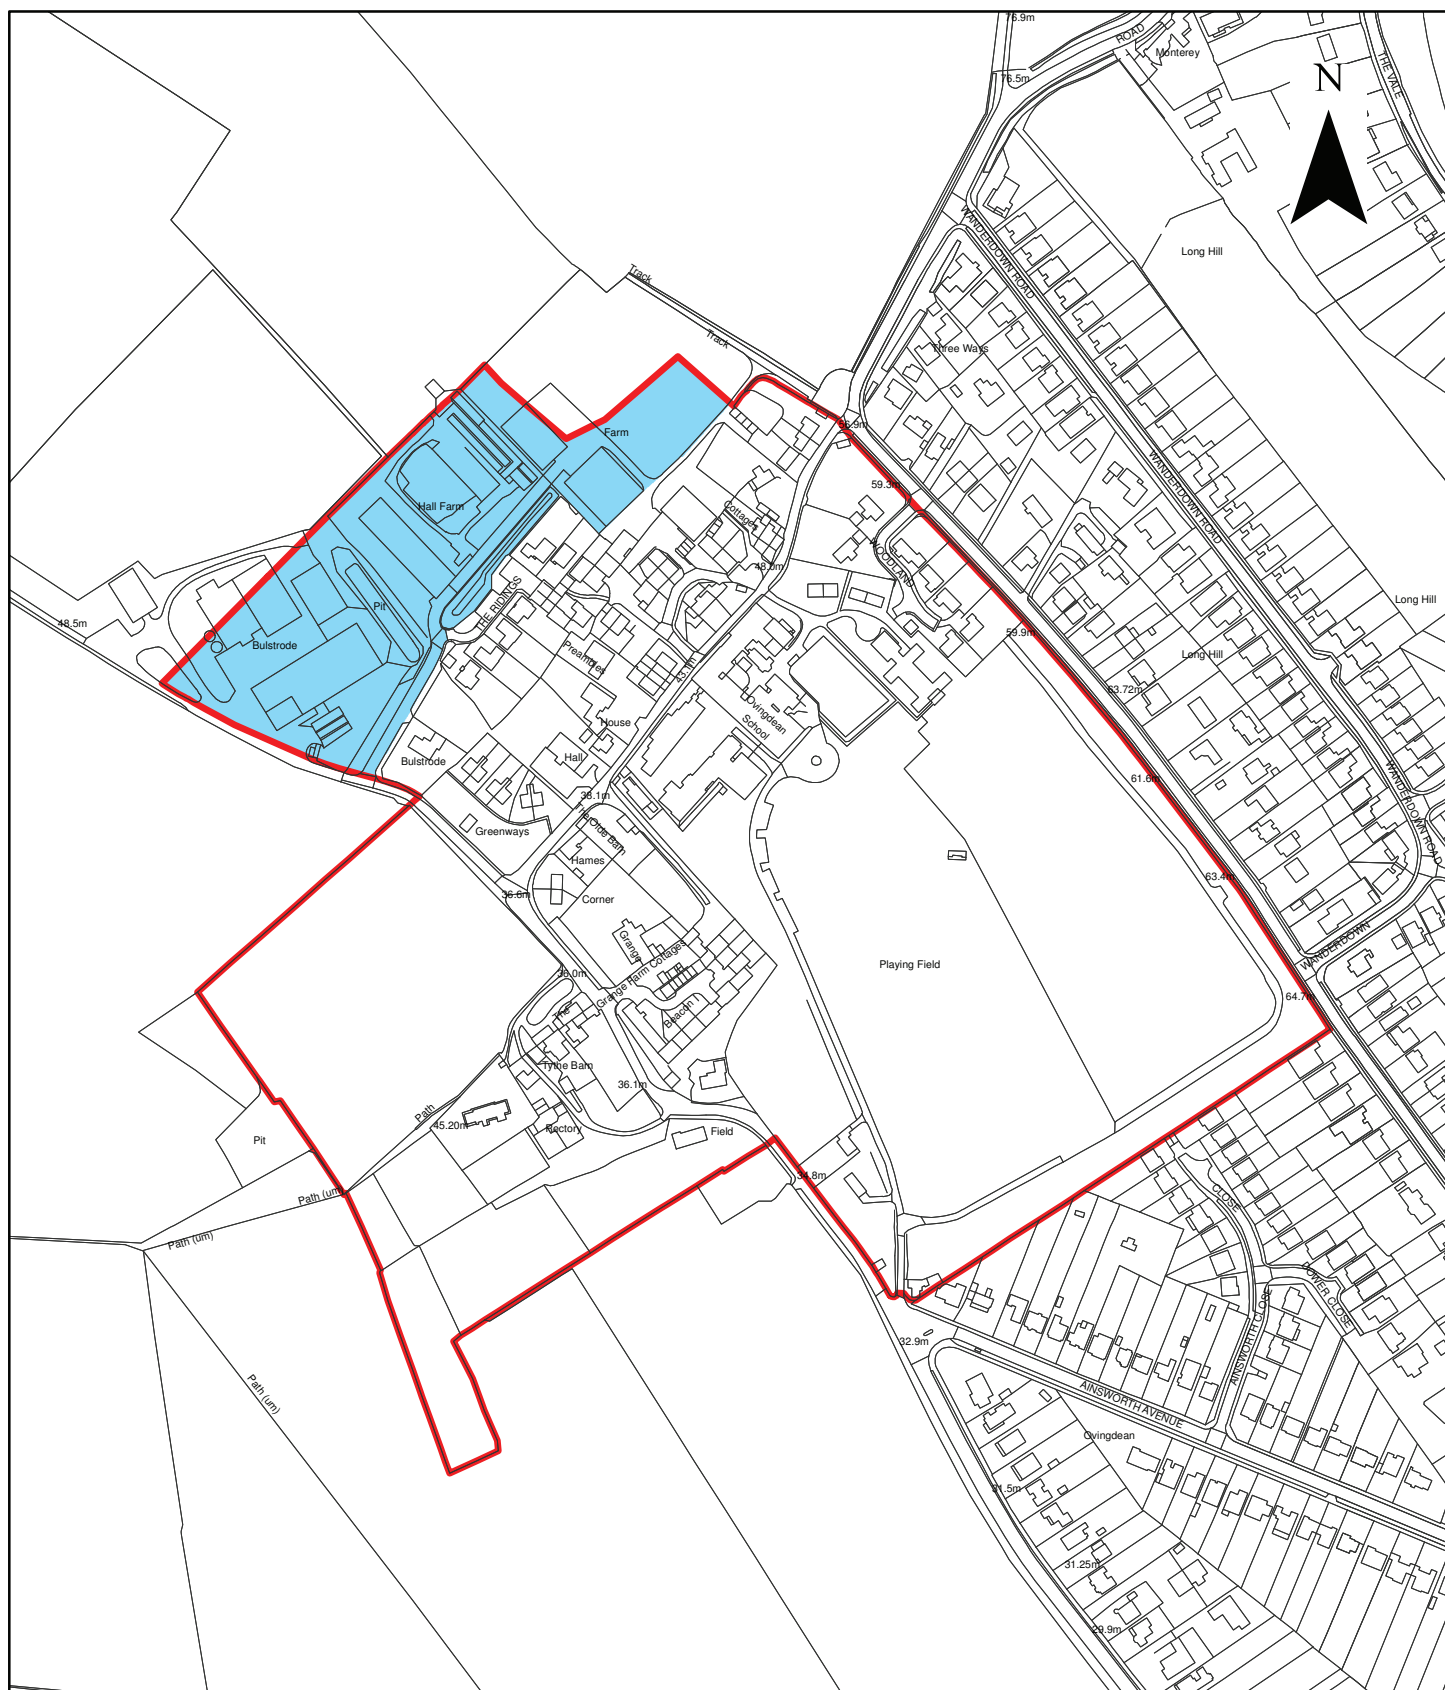 76.9m
ROAD
Monterey
THE VALE
76.5m
N
WANDERDOWN ROAD
Long Hill
Track
Track
Three Ways
56.9m
Farm
59.3m
WANDERDOWN ROAD
Hall Farm
Cottages
WOODLAND
48.0m
THE RIDINGS
Pit
Long Hill
48.5m
59.9m
Bulstrode
Preambles
Long Hill
43.1m
63.72m
Ovingdean
School
House
Hall
Bulstrode
61.6m
WANDERDOWN ROAD
38.1m
The Olde Barn
Greenways
Hames
63.4m
36.6m
Corner
Grange
WANDERDOWN
Playing Field
36.0m
Grange Farm Cottages
64.7m
The
Beacon
Tythe Barn
36.1m
Path
45.20m
Rectory
Field
Pit
34.8m
Path (um)
CLOSE
Path (um)
DOWER CLOSE
AINSWORTH CLOSE
32.9m
Path (um)
AINSWORTH AVENUE
Ovingdean
31.5m
31.25m
29.9m